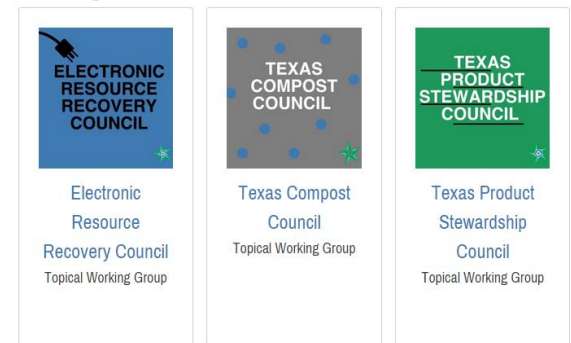 ELECTRONIC
RESOURCE
RECOVERY
COUNCIL
Electronic
Resource
Recovery Council
Topical Working Group
TEXAS
COMPOST
COUNCIL
Texas Compost
Council
Topical Working Group
TEXAS
PRODUCT
STEWARDSHIP
COUNCIL
Texas Product
Stewardship
Council
Topical Working Group